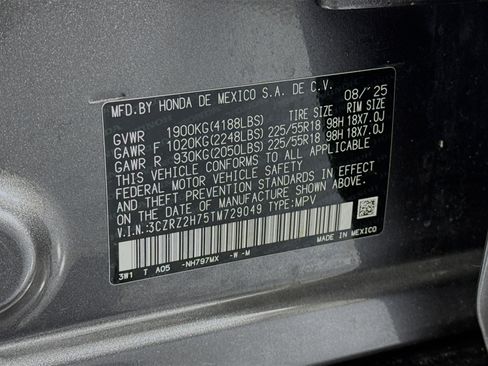 MFD. BY HONDA DE MEXICO S.A. DE C.V. 08/'25
TIRE SIZE RIM SIZE
GVWR 1900KG(4188LBS)
GAWR F 1020KG(2248LBS) 225/55R18 98H 18X7.0J
GAWR R 930KG(2050LBS) 225/55R18 98H 18X7.0J
THIS VEHICLE CONFORMS TO ALL APPLICABLE
FEDERAL MOTOR VEHICLE SAFETY
AND THEFT PREVENTION STANDARDS IN EFFECT
ON THE DATE OF MANUFACTURE SHOWN ABOVE.
V.I.N.:3CZRZ2H75TM729049 TYPE:MPV
3W1 T A05 -NH797MX -W -M MADE IN MEXICO